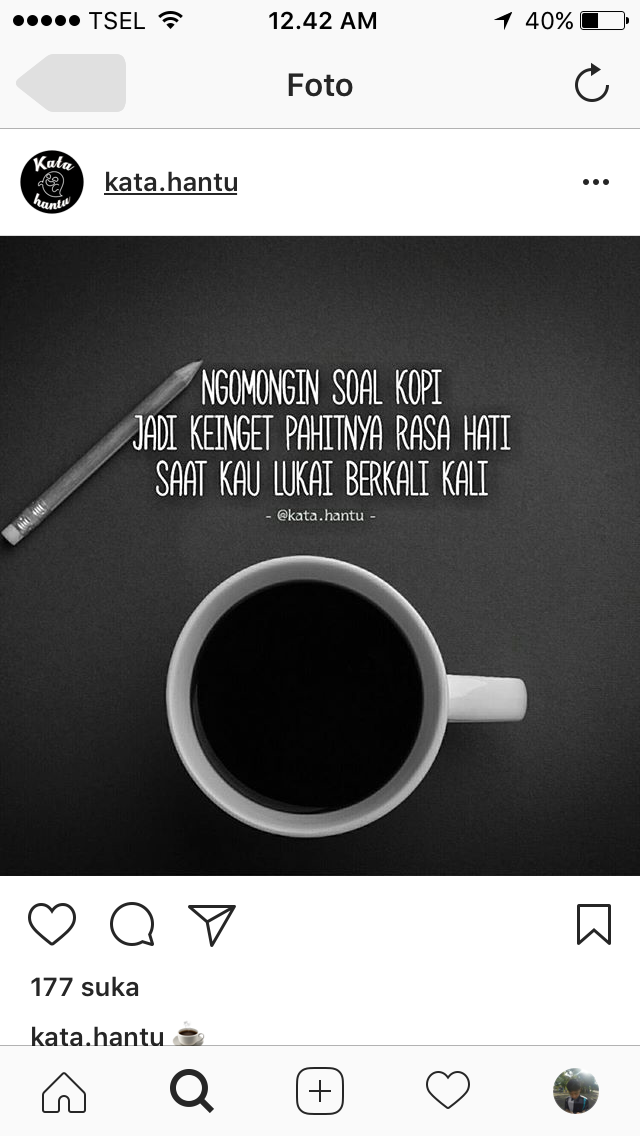 TSEL
12.42 AM
40%
Foto
Kata
hantu
kata.hantu
NGOMONGIN SOAL KOPI
JADI KEINGET PAHITNYA RASA HATI
SAAT KAU LUKAI BERKALI KALI
- @kata.hantu -
177 suka
kata.hantu ☕